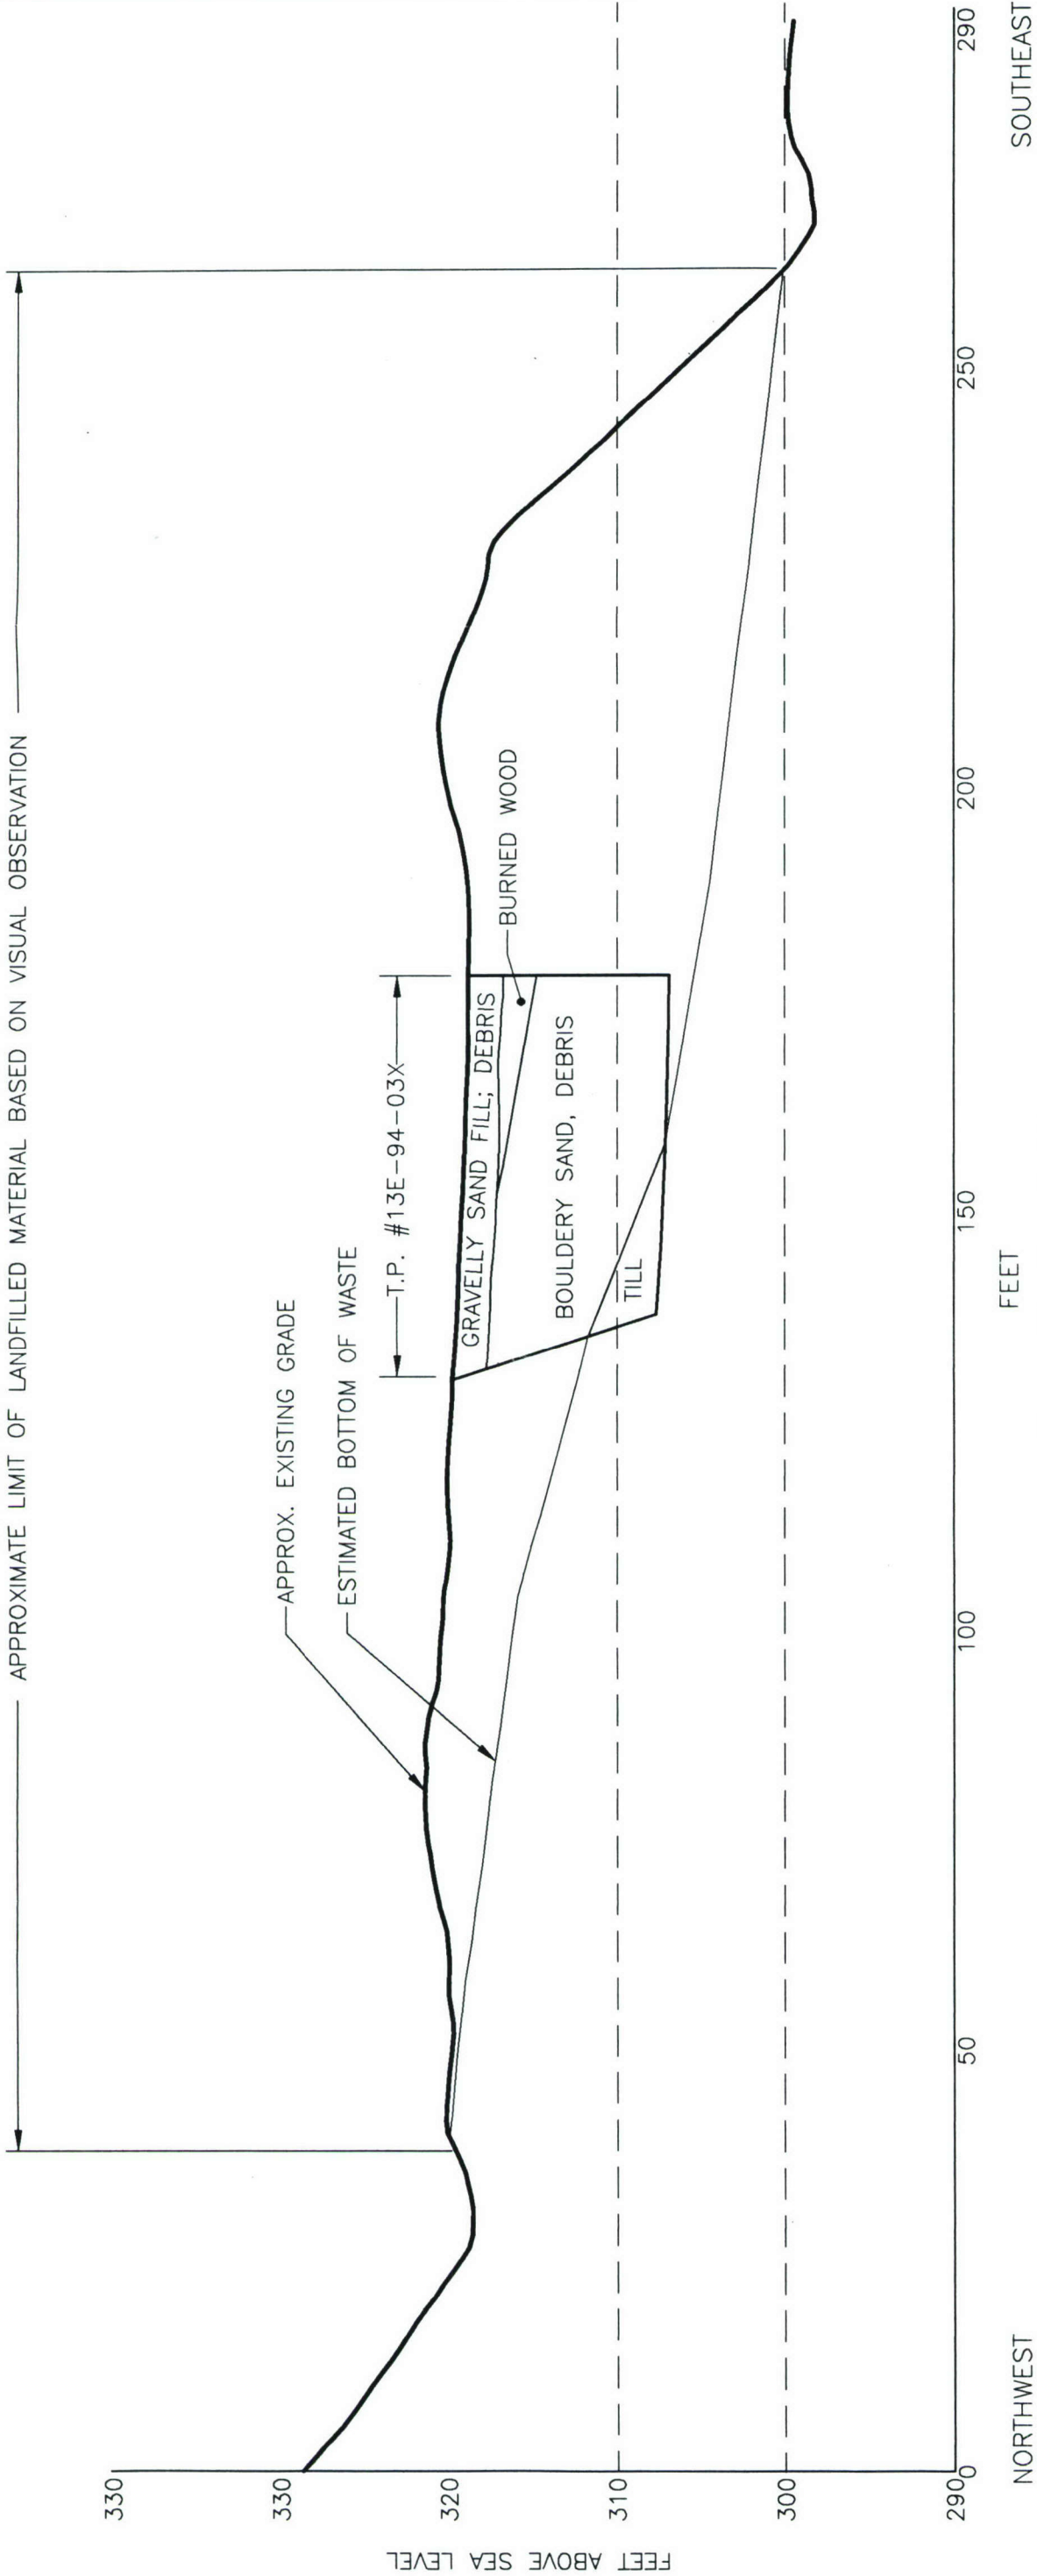 APPROXIMATE LIMIT OF LANDFILLED MATERIAL BASED ON VISUAL OBSERVATION
APPROX. EXISTING GRADE
ESTIMATED BOTTOM OF WASTE
T.P. #13E-94-03X
GRAVELLY SAND FILL; DEBRIS
BURNED WOOD
BOULDERY SAND, DEBRIS
TILL
FEET ABOVE SEA LEVEL
330
330
320
310
300
290
0
50
100
150
200
250
290
FEET
NORTHWEST
SOUTHEAST